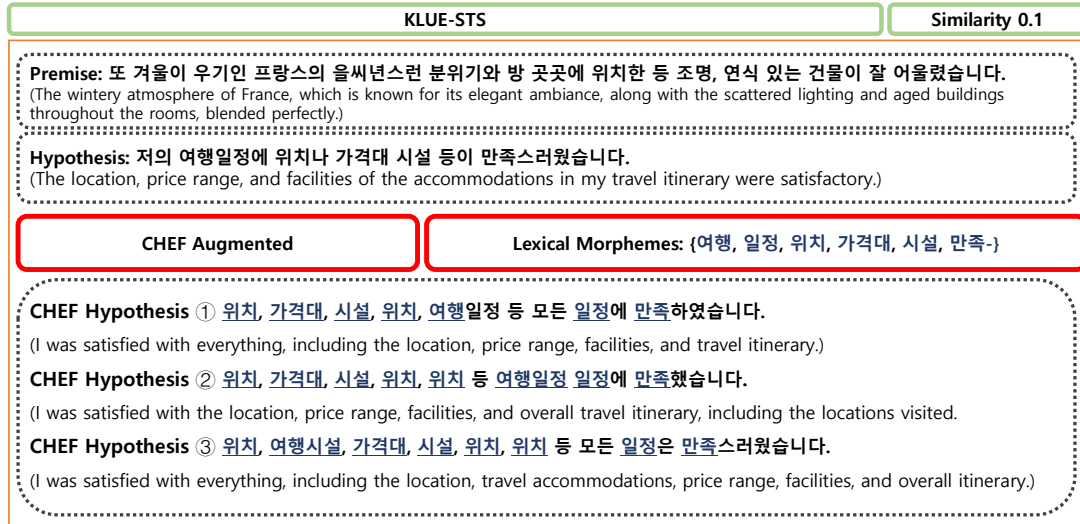 KLUE-STS
Similarity 0.1
Premise: 또 겨울이 우기인 프랑스의 을씨년스런 분위기와 방 곳곳에 위치한 등 조명, 연식 있는 건물이 잘 어울렸습니다.
(The wintery atmosphere of France, which is known for its elegant ambiance, along with the scattered lighting and aged buildings
throughout the rooms, blended perfectly.)
Hypothesis: 저의 여행일정에 위치나 가격대 시설 등이 만족스러웠습니다.
(The location, price range, and facilities of the accommodations in my travel itinerary were satisfactory.)
CHEF Augmented
Lexical Morphemes: {여행, 일정, 위치, 가격대, 시설, 만족-}
CHEF Hypothesis ① 위치, 가격대, 시설, 위치, 여행일정 등 모든 일정에 만족하였습니다.
(I was satisfied with everything, including the location, price range, facilities, and travel itinerary.)
CHEF Hypothesis ② 위치, 가격대, 시설, 위치, 위치 등 여행일정 일정에 만족했습니다.
(I was satisfied with the location, price range, facilities, and overall travel itinerary, including the locations visited.
CHEF Hypothesis ③ 위치, 여행시설, 가격대, 시설, 위치, 위치 등 모든 일정은 만족스러웠습니다.
(I was satisfied with everything, including the location, travel accommodations, price range, facilities, and overall itinerary.)